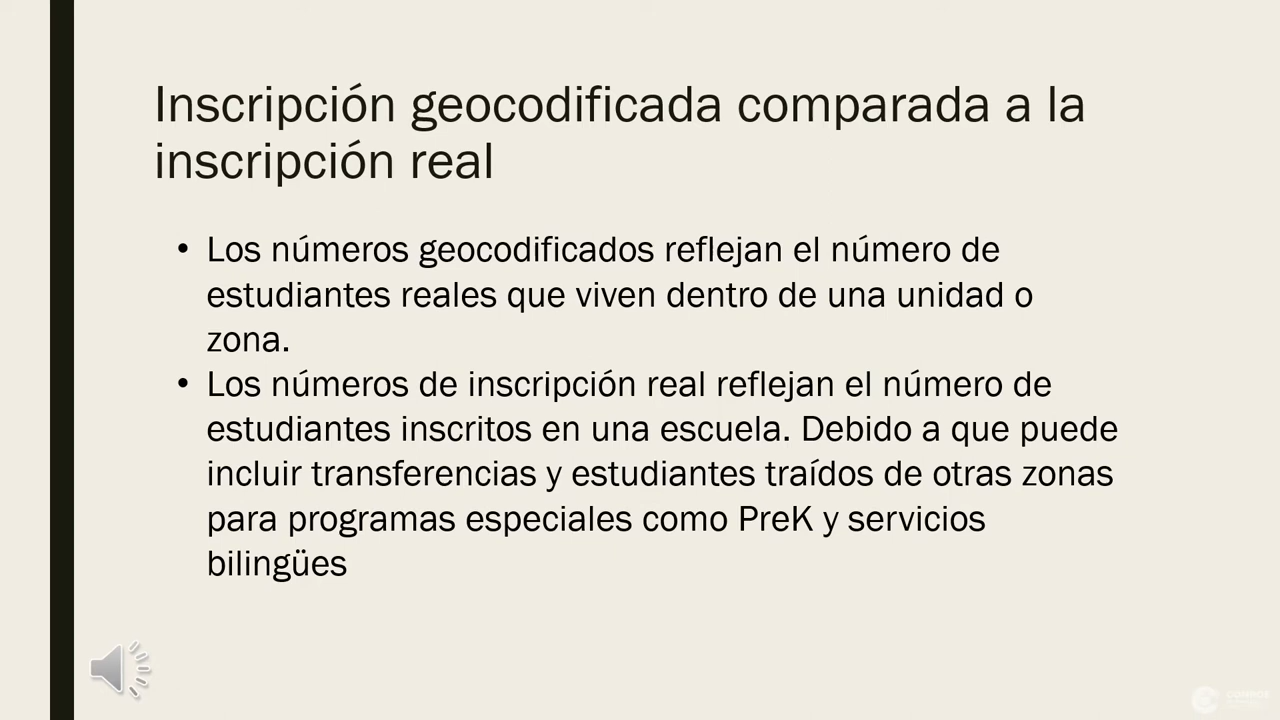 Inscripción geocodificada comparada a la
inscripción real
• Los números geocodificados reflejan el número de
estudiantes reales que viven dentro de una unidad o
zona.
• Los números de inscripción real reflejan el número de
estudiantes inscritos en una escuela. Debido a que puede
incluir transferencias y estudiantes traídos de otras zonas
para programas especiales como PreK y servicios
bilingües